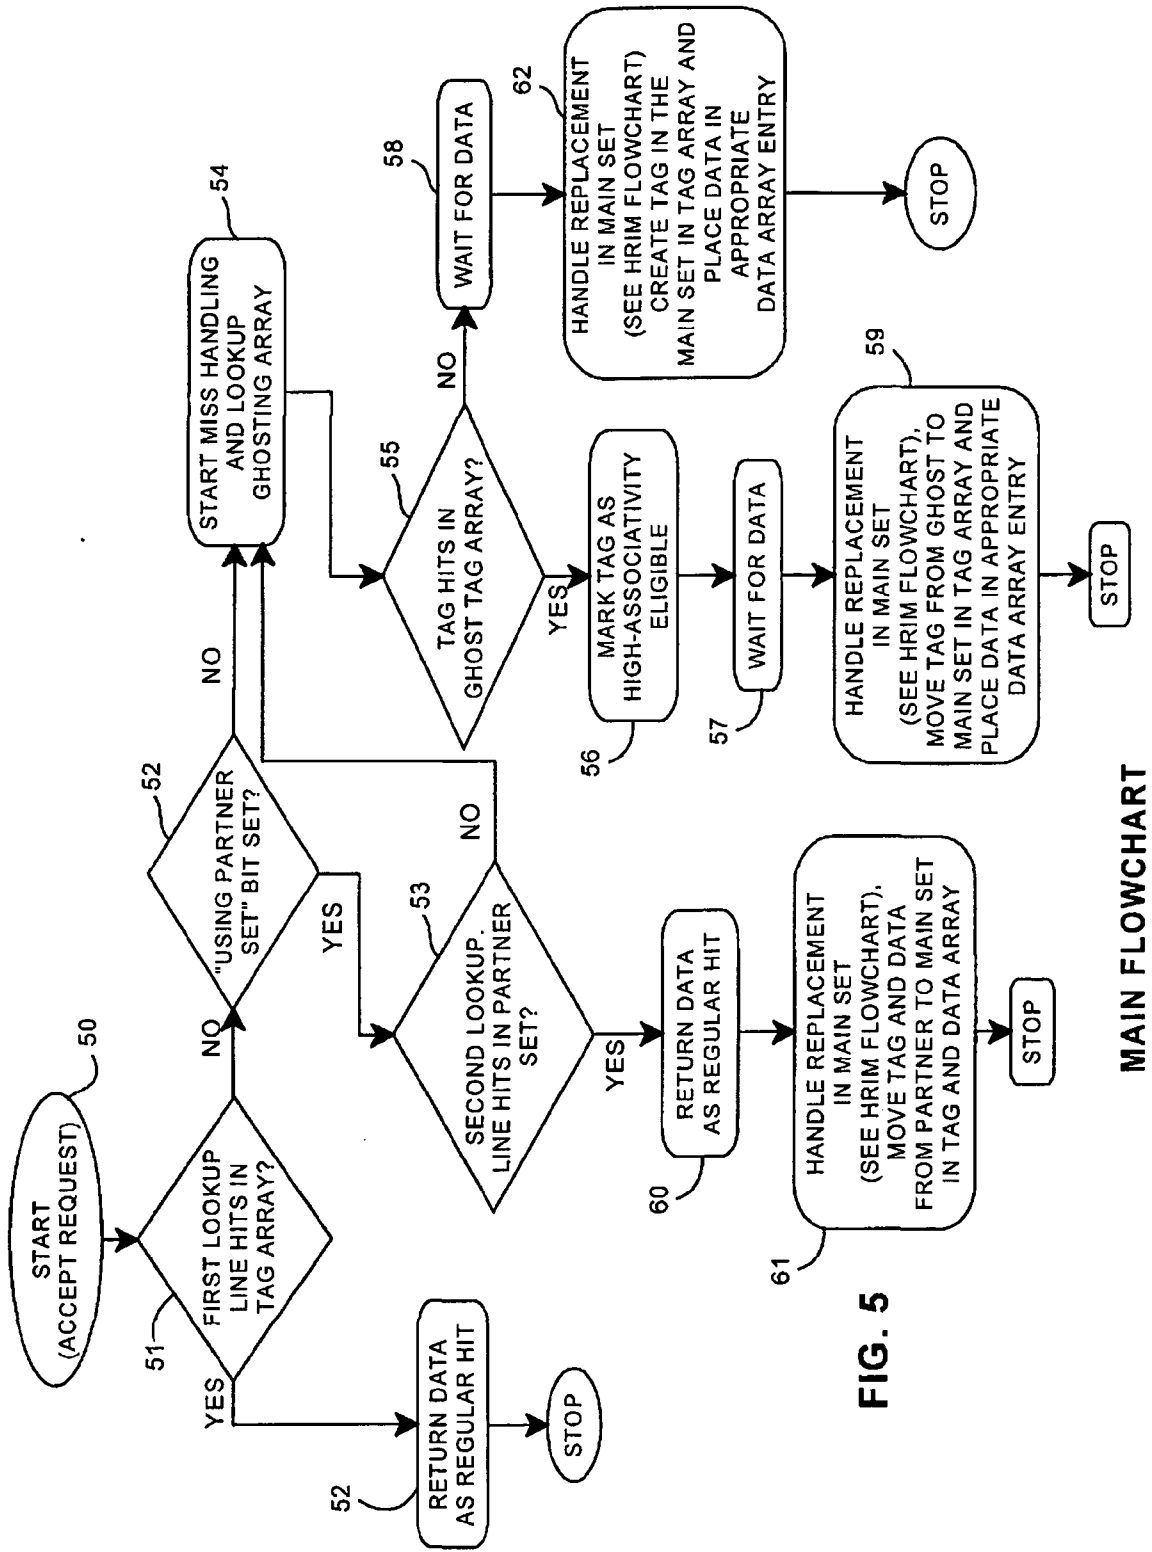 50
START
(ACCEPT REQUEST)
51
FIRST LOOKUP
LINE HITS IN
TAG ARRAY?
YES
NO
52
RETURN DATA
AS REGULAR HIT
STOP
52
"USING PARTNER
SET" BIT SET?
NO
YES
53
SECOND LOOKUP.
LINE HITS IN PARTNER
SET?
NO
YES
60
RETURN DATA
AS REGULAR HIT
61
HANDLE REPLACEMENT
IN MAIN SET
(SEE HRIM FLOWCHART),
MOVE TAG AND DATA
FROM PARTNER TO MAIN SET
IN TAG AND DATA ARRAY
STOP
54
START MISS HANDLING
AND LOOKUP
GHOSTING ARRAY
55
TAG HITS IN
GHOST TAG ARRAY?
NO
YES
56
MARK TAG AS
HIGH-ASSOCIATIVITY
ELIGIBLE
57
WAIT FOR DATA
59
HANDLE REPLACEMENT
IN MAIN SET
(SEE HRIM FLOWCHART),
MOVE TAG FROM GHOST TO
MAIN SET IN TAG ARRAY AND
PLACE DATA IN APPROPRIATE
DATA ARRAY ENTRY
STOP
58
WAIT FOR DATA
62
HANDLE REPLACEMENT
IN MAIN SET
(SEE HRIM FLOWCHART)
CREATE TAG IN THE
MAIN SET IN TAG ARRAY AND
PLACE DATA IN
APPROPRIATE
DATA ARRAY ENTRY
STOP
FIG. 5
MAIN FLOWCHART